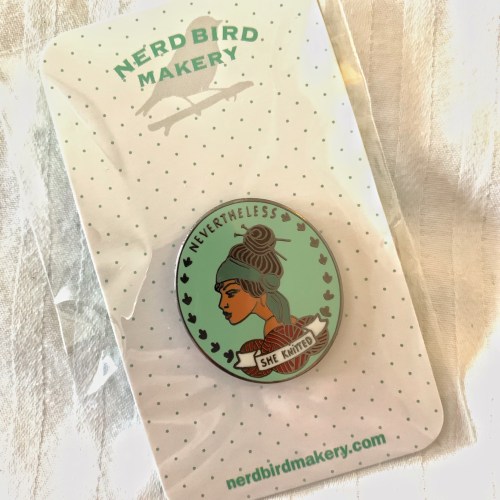 NERD BIRD
MAKERY
NEVERTHELESS
SHE KNITTED
nerdbirdmakery.com